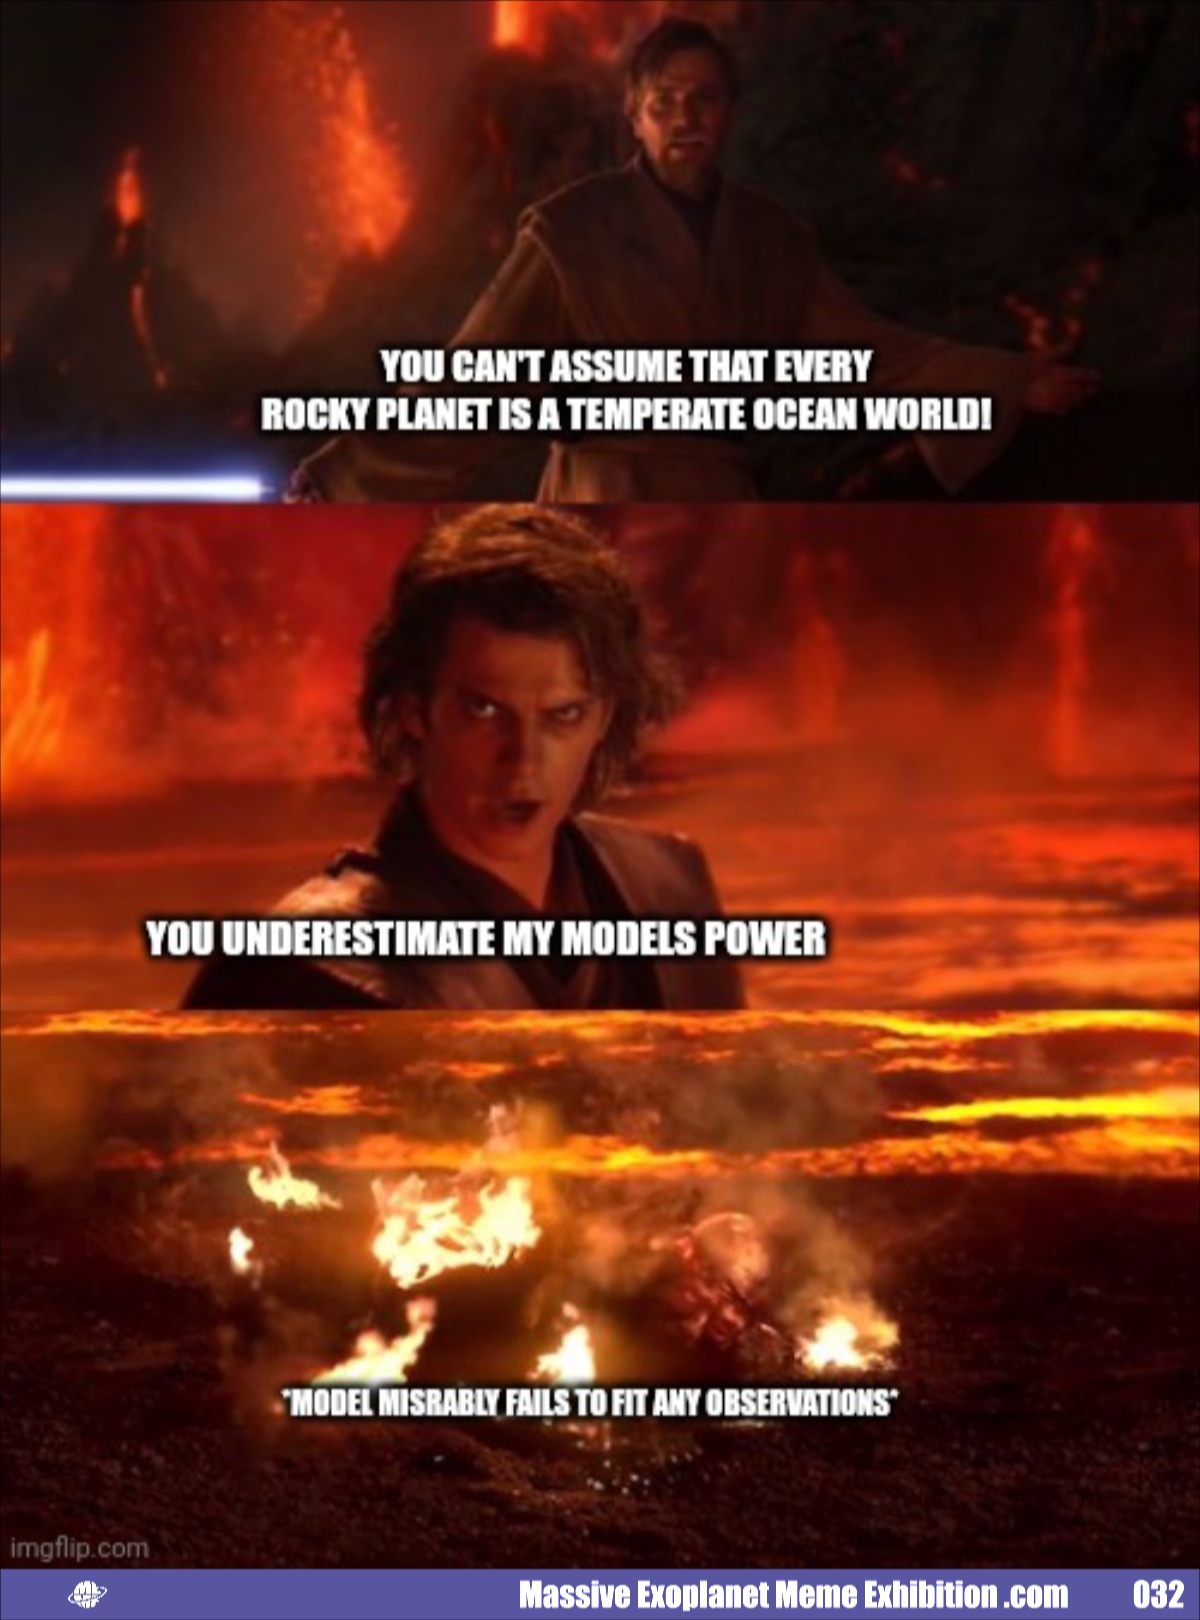 YOU CAN'T ASSUME THAT EVERY
ROCKY PLANET IS A TEMPERATE OCEAN WORLD!
YOU UNDERESTIMATE MY MODELS POWER
*MODEL MISRABLY FAILS TO FIT ANY OBSERVATIONS*
imgflip.com
Massive Exoplanet Meme Exhibition .com 032